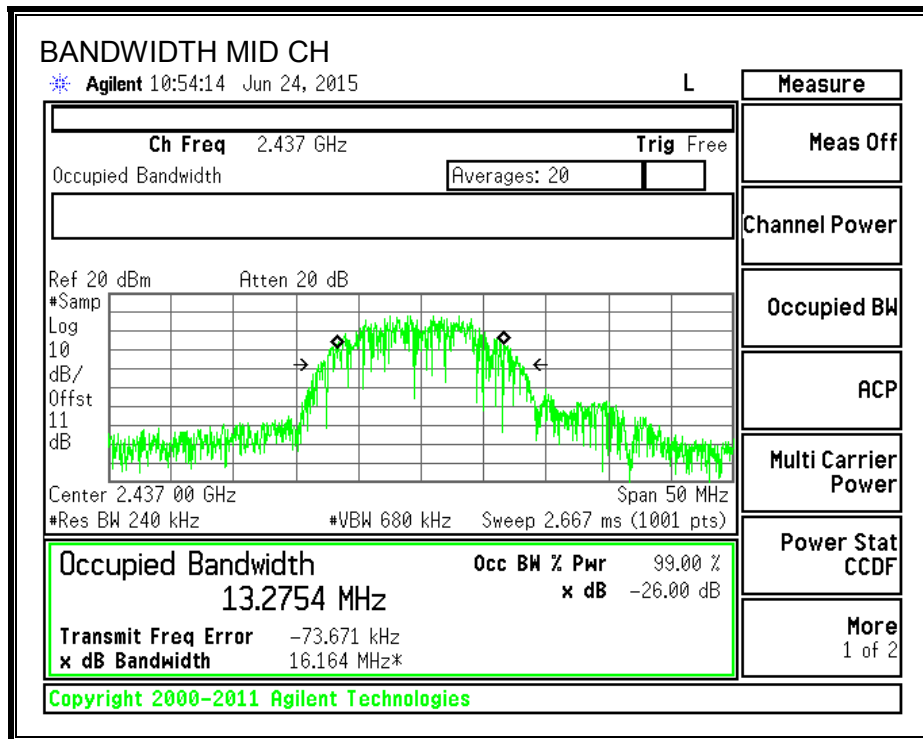 BANDWIDTH MID CH
Agilent 10:54:14 Jun 24, 2015 L
Measure
Ch Freq 2.437 GHz Trig Free
Meas Off
Occupied Bandwidth Averages: 20
Channel Power
Ref 20 dBm Atten 20 dB
#Samp
Log
10
dB/
Offst
11
dB
Occupied BW
ACP
Center 2.437 00 GHz Span 50 MHz
#Res BW 240 kHz #VBW 680 kHz Sweep 2.667 ms (1001 pts)
Multi Carrier
Power
Occupied Bandwidth Occ BW % Pwr 99.00 %
13.2754 MHz x dB -26.00 dB
Power Stat
CCDF
Transmit Freq Error -73.671 kHz
x dB Bandwidth 16.164 MHz*
More
1 of 2
Copyright 2000-2011 Agilent Technologies